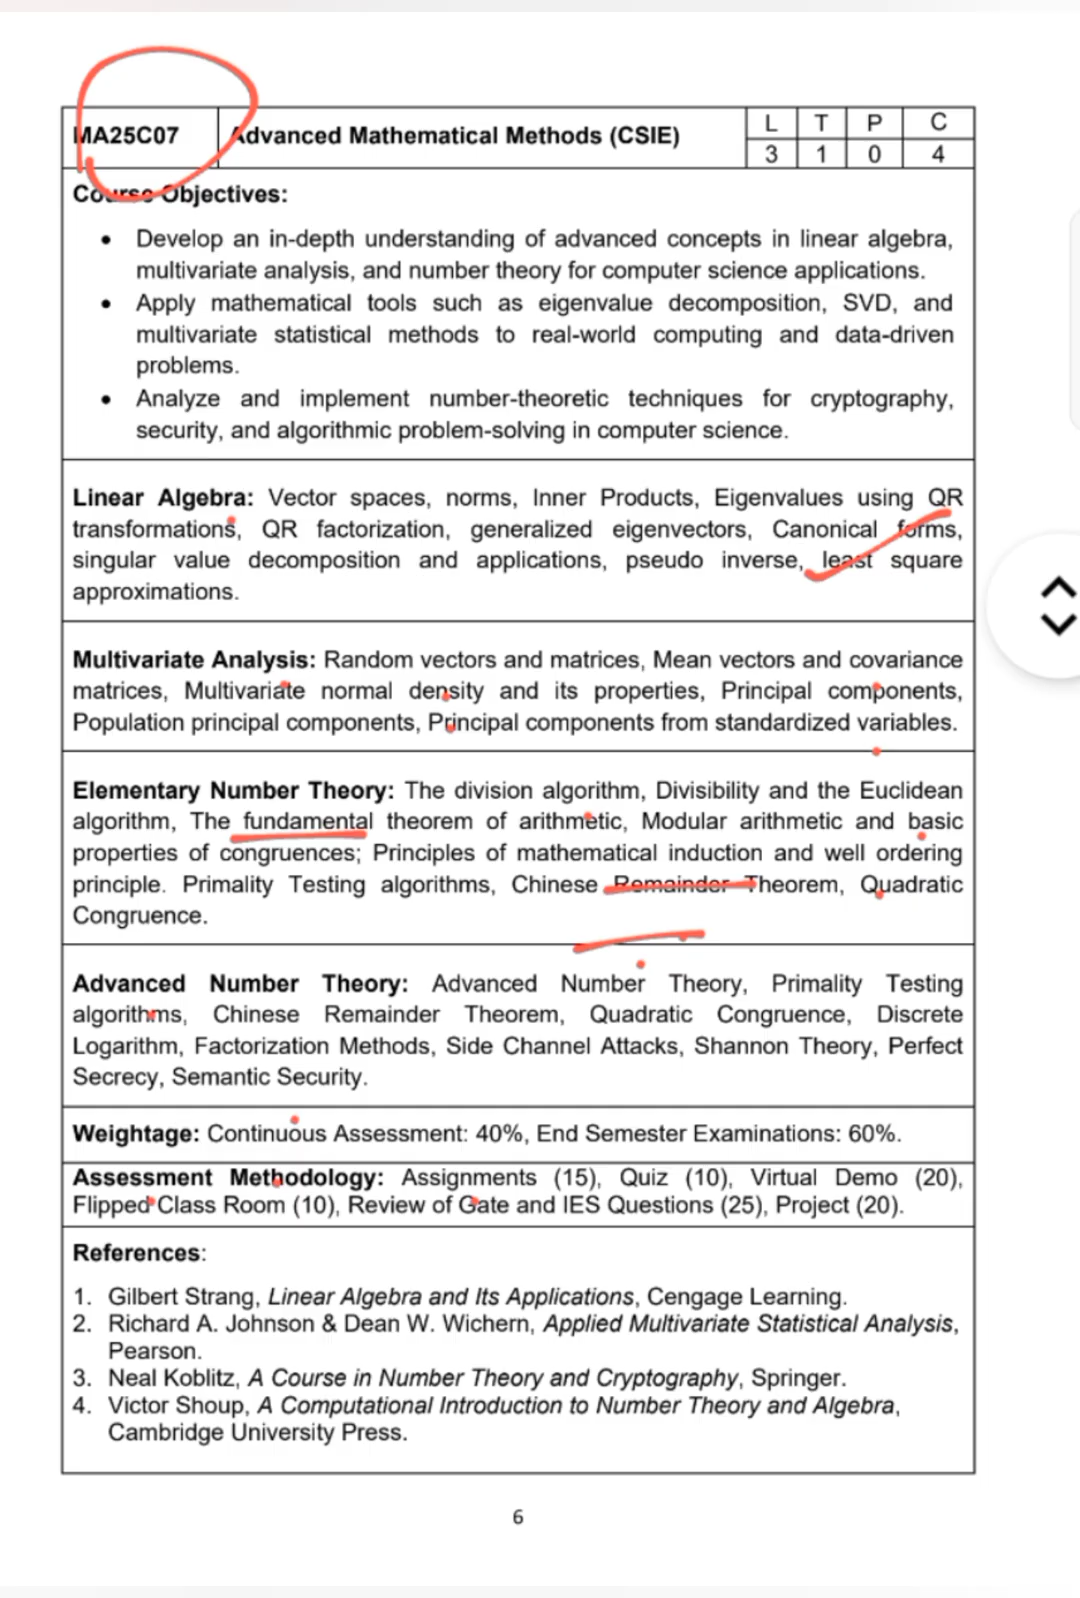 MA25C07 Advanced Mathematical Methods (CSIE) L T P C
3 1 0 4
Course Objectives:
• Develop an in-depth understanding of advanced concepts in linear algebra,
multivariate analysis, and number theory for computer science applications.
• Apply mathematical tools such as eigenvalue decomposition, SVD, and
multivariate statistical methods to real-world computing and data-driven
problems.
• Analyze and implement number-theoretic techniques for cryptography,
security, and algorithmic problem-solving in computer science.
Linear Algebra: Vector spaces, norms, Inner Products, Eigenvalues using QR
transformations, QR factorization, generalized eigenvectors, Canonical forms,
singular value decomposition and applications, pseudo inverse, least square
approximations.
Multivariate Analysis: Random vectors and matrices, Mean vectors and covariance
matrices, Multivariate normal density and its properties, Principal components,
Population principal components, Principal components from standardized variables.
Elementary Number Theory: The division algorithm, Divisibility and the Euclidean
algorithm, The fundamental theorem of arithmetic, Modular arithmetic and basic
properties of congruences; Principles of mathematical induction and well ordering
principle. Primality Testing algorithms, Chinese Remainder Theorem, Quadratic
Congruence.
Advanced Number Theory: Advanced Number Theory, Primality Testing
algorithms, Chinese Remainder Theorem, Quadratic Congruence, Discrete
Logarithm, Factorization Methods, Side Channel Attacks, Shannon Theory, Perfect
Secrecy, Semantic Security.
Weightage: Continuous Assessment: 40%, End Semester Examinations: 60%.
Assessment Methodology: Assignments (15), Quiz (10), Virtual Demo (20),
Flipped Class Room (10), Review of Gate and IES Questions (25), Project (20).
References:
1. Gilbert Strang, Linear Algebra and Its Applications, Cengage Learning.
2. Richard A. Johnson & Dean W. Wichern, Applied Multivariate Statistical Analysis,
Pearson.
3. Neal Koblitz, A Course in Number Theory and Cryptography, Springer.
4. Victor Shoup, A Computational Introduction to Number Theory and Algebra,
Cambridge University Press.
6